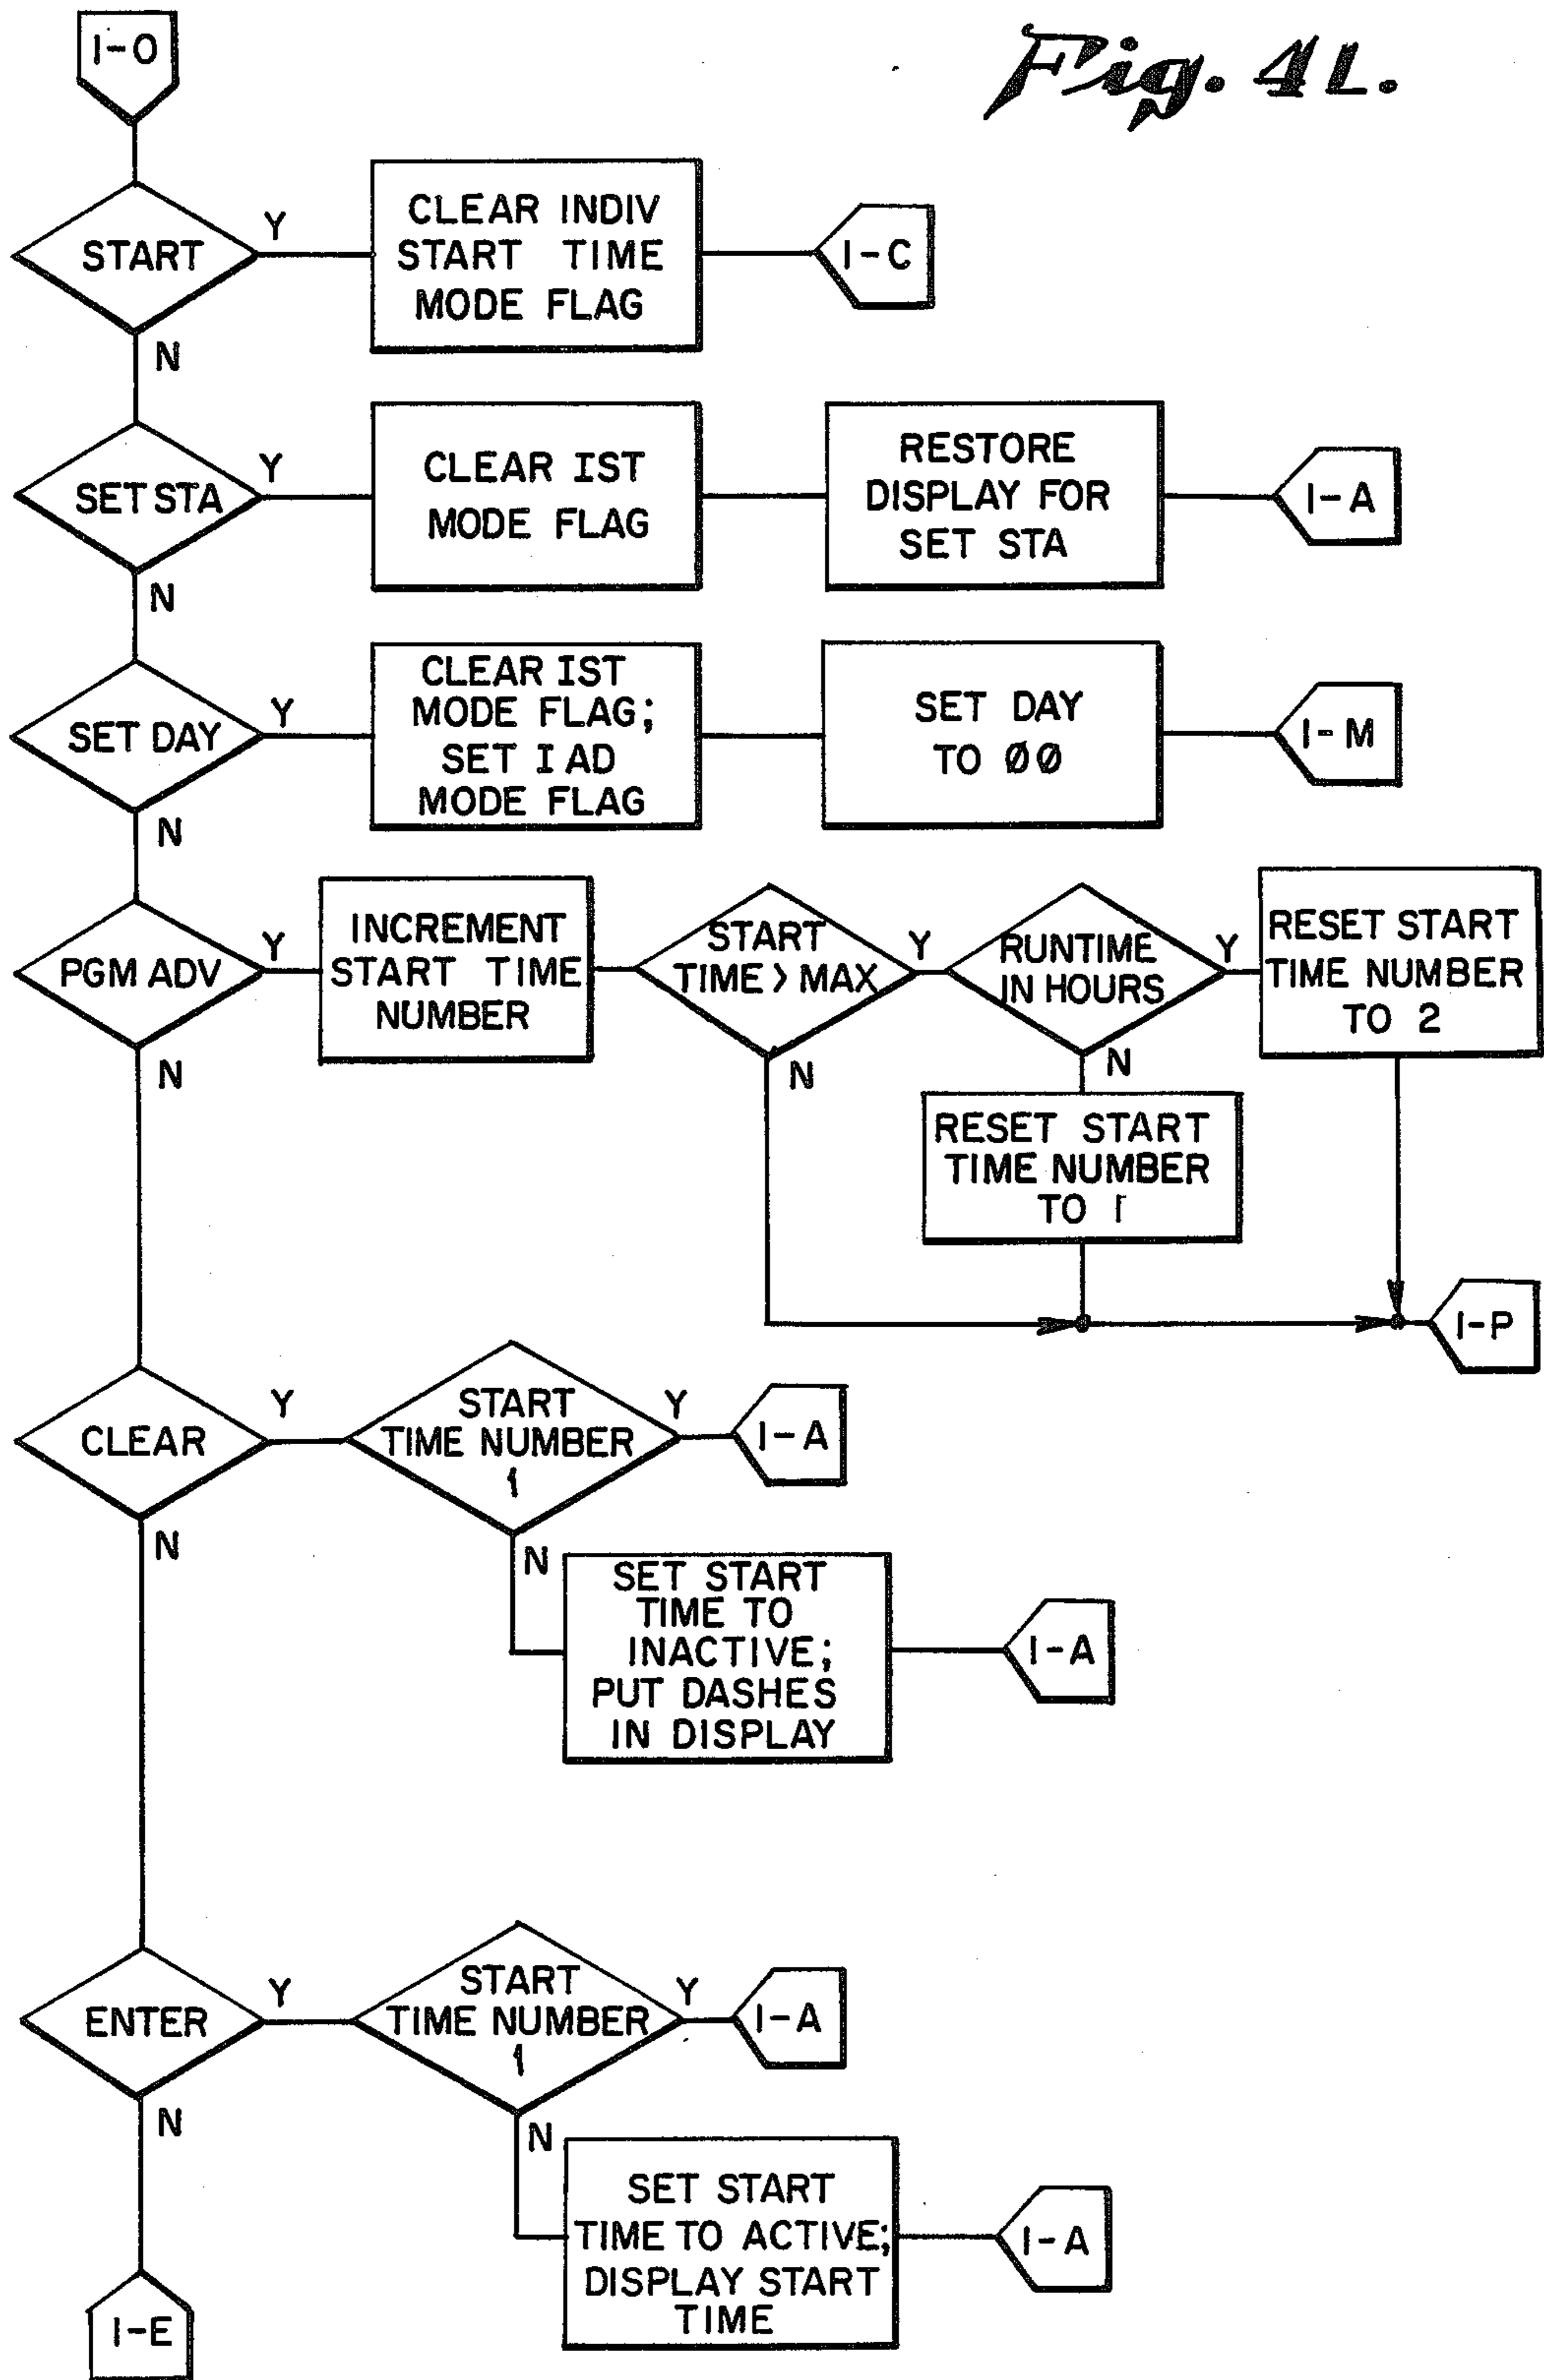 Fig. 4L.
I-O
START
Y
CLEAR INDIV
START TIME
MODE FLAG
I-C
N
SET STA
Y
CLEAR IST
MODE FLAG
RESTORE
DISPLAY FOR
SET STA
I-A
N
SET DAY
Y
CLEAR IST
MODE FLAG;
SET IAD
MODE FLAG
SET DAY
TO ØØ
I-M
N
PGM ADV
Y
INCREMENT
START TIME
NUMBER
START
TIME > MAX
Y
RUNTIME
IN HOURS
Y
RESET START
TIME NUMBER
TO 2
N
N
N
RESET START
TIME NUMBER
TO 1
I-P
CLEAR
Y
START
TIME NUMBER
1
Y
I-A
N
N
SET START
TIME TO
INACTIVE;
PUT DASHES
IN DISPLAY
I-A
ENTER
Y
START
TIME NUMBER
1
Y
I-A
N
N
SET START
TIME TO ACTIVE;
DISPLAY START
TIME
I-A
I-E